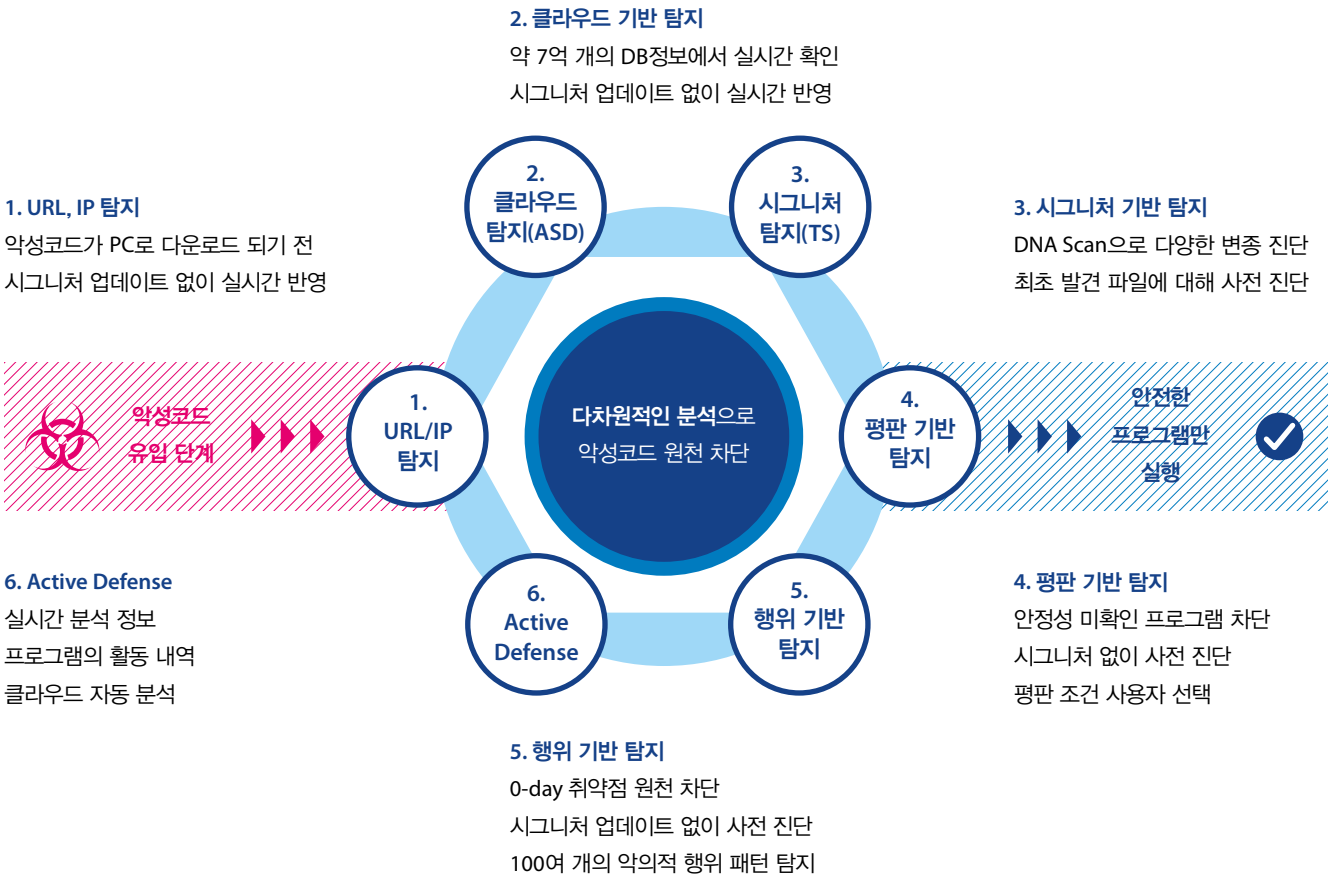 2. 클라우드 기반 탐지
약 7억 개의 DB정보에서 실시간 확인
시그니처 업데이트 없이 실시간 반영
2.
클라우드
탐지(ASD)
3.
시그니처
탐지(TS)
1. URL, IP 탐지
악성코드가 PC로 다운로드 되기 전
시그니처 업데이트 없이 실시간 반영
3. 시그니처 기반 탐지
DNA Scan으로 다양한 변종 진단
최초 발견 파일에 대해 사전 진단
악성코드
유입 단계
1.
URL/IP
탐지
다차원적인 분석으로
악성코드 원천 차단
4.
평판 기반
탐지
안전한
프로그램만
실행
6. Active Defense
실시간 분석 정보
프로그램의 활동 내역
클라우드 자동 분석
6.
Active
Defense
5.
행위 기반
탐지
4. 평판 기반 탐지
안정성 미확인 프로그램 차단
시그니처 없이 사전 진단
평판 조건 사용자 선택
5. 행위 기반 탐지
0-day 취약점 원천 차단
시그니처 업데이트 없이 사전 진단
100여 개의 악의적 행위 패턴 탐지